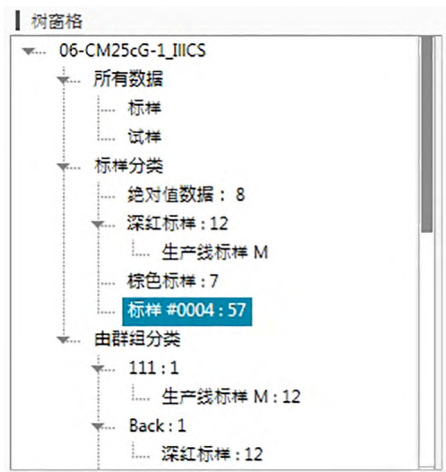 树窗格
06-CM25cG-1_IIICS
所有数据
标样
试样
标样分类
绝对值数据： 8
深红标样 : 12
生产线标样 M
棕色标样 : 7
标样 #0004 : 57
由群组分类
111 : 1
生产线标样 M : 12
Back : 1
深红标样 : 12